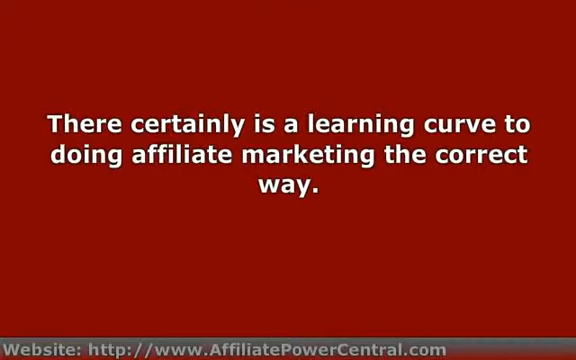 There certainly is a learning curve to
doing affiliate marketing the correct
way.
Website: http://www.AffiliatePowerCentral.com